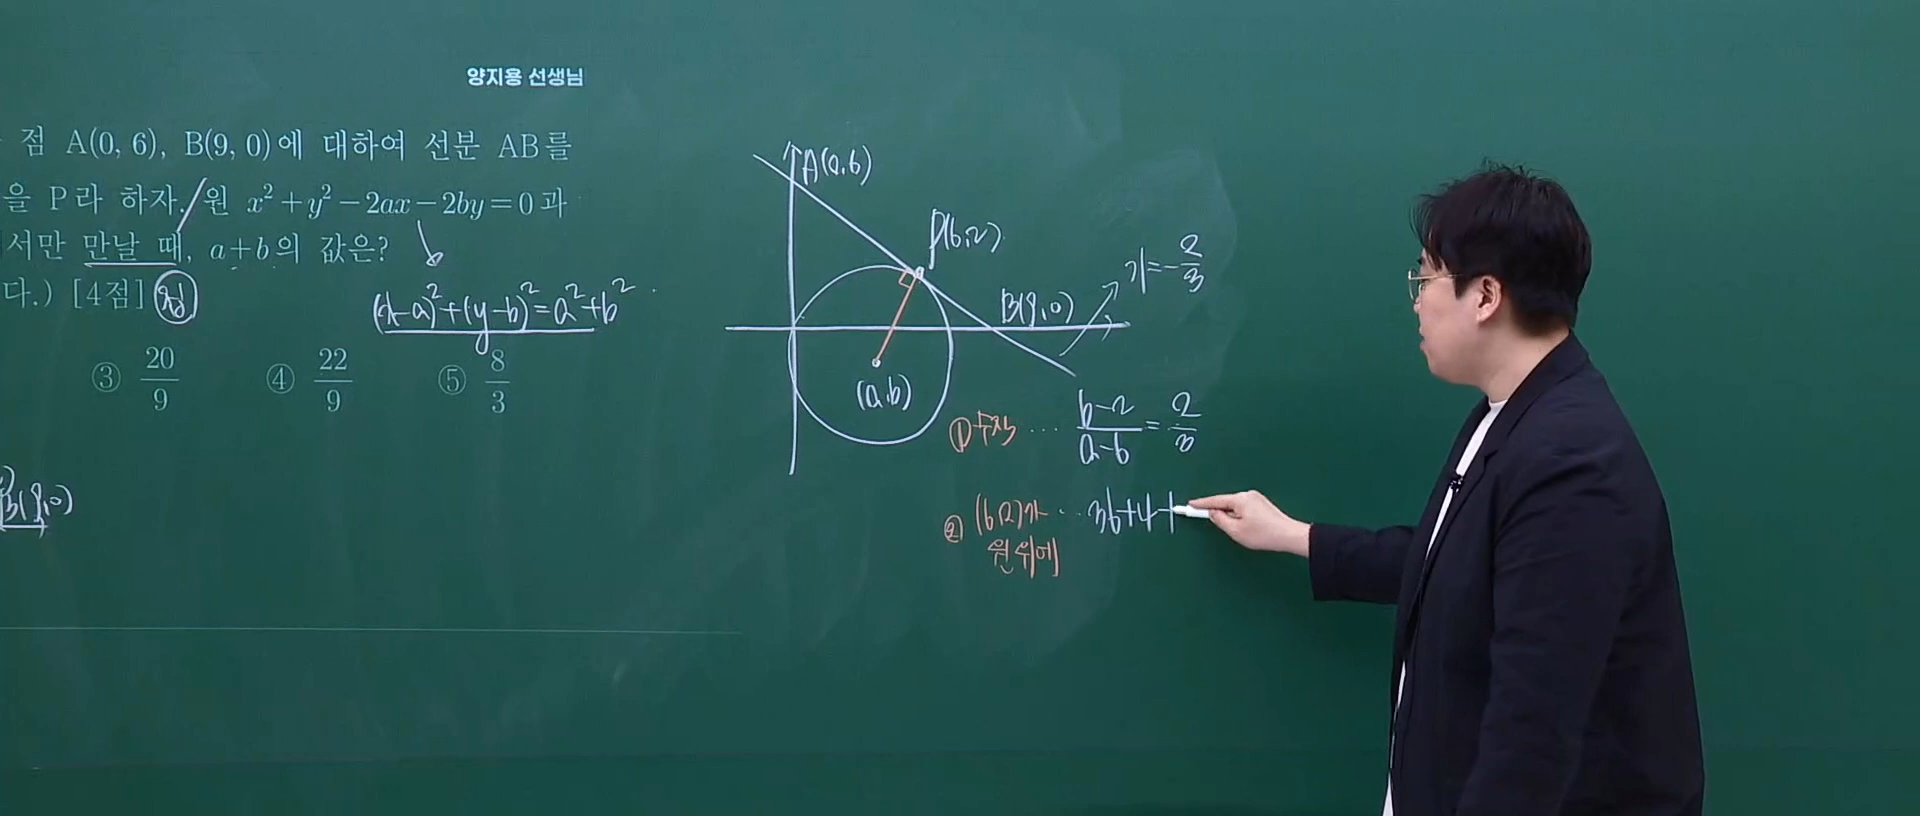 양지용 선생님
점 A(0, 6), B(9, 0)에 대하여 선분 AB를
을 P라 하자. 원 x²+y²−2ax−2by=0과
서만 만날 때, a+b의 값은?
다.) [4점] 접
(x-a)²+(y-b)²=a²+b²
③ 20/9 ④ 22/9 ⑤ 8/3
B(9,0)
A(0,6)
P(6,2)
B(9,0)
기=-2/3
(a,b)
① 수직 ... b-2/a-6=3/2
② (6,2)가 .. 36+4-
원 위에